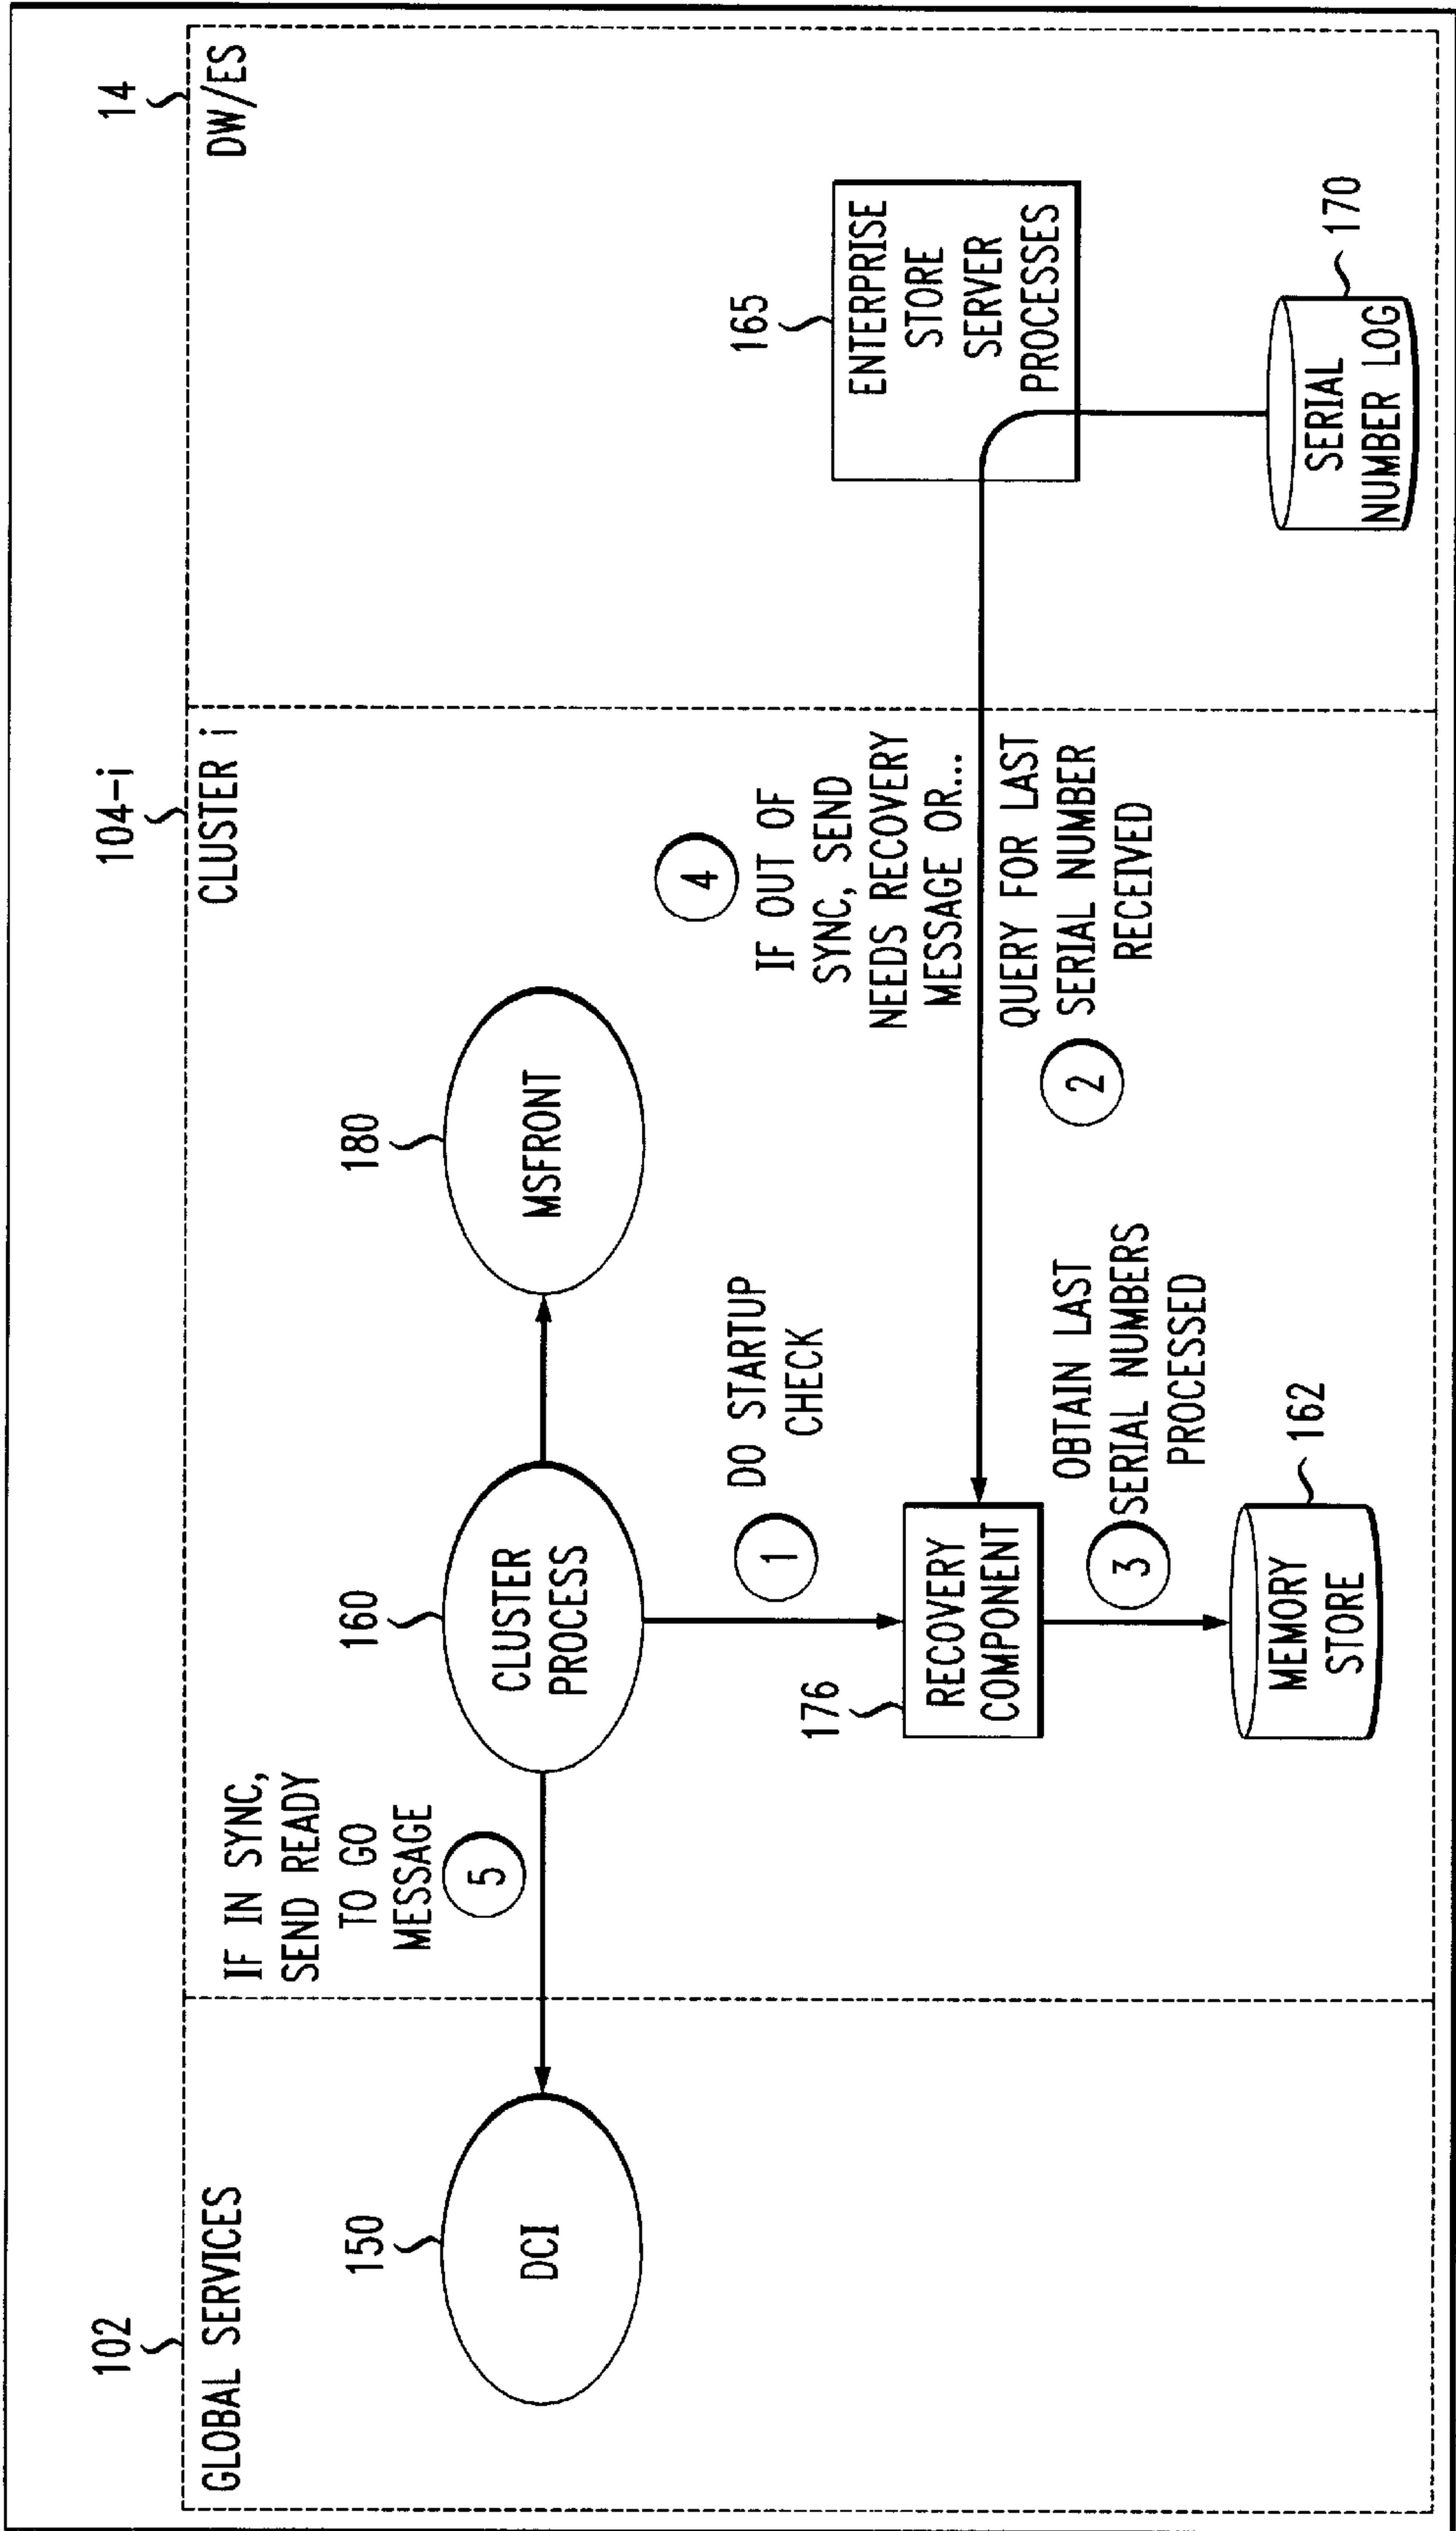 102
GLOBAL SERVICES
150
DCI
104-i
CLUSTER i
IF IN SYNC,
SEND READY
TO GO
MESSAGE
5
160
CLUSTER
PROCESS
180
MSFRONT
1
DO STARTUP
CHECK
176
RECOVERY
COMPONENT
4
IF OUT OF
SYNC, SEND
NEEDS RECOVERY
MESSAGE OR...
2
QUERY FOR LAST
SERIAL NUMBER
RECEIVED
3
OBTAIN LAST
SERIAL NUMBERS
PROCESSED
162
MEMORY
STORE
14
DW/ES
165
ENTERPRISE
STORE
SERVER
PROCESSES
170
SERIAL
NUMBER LOG